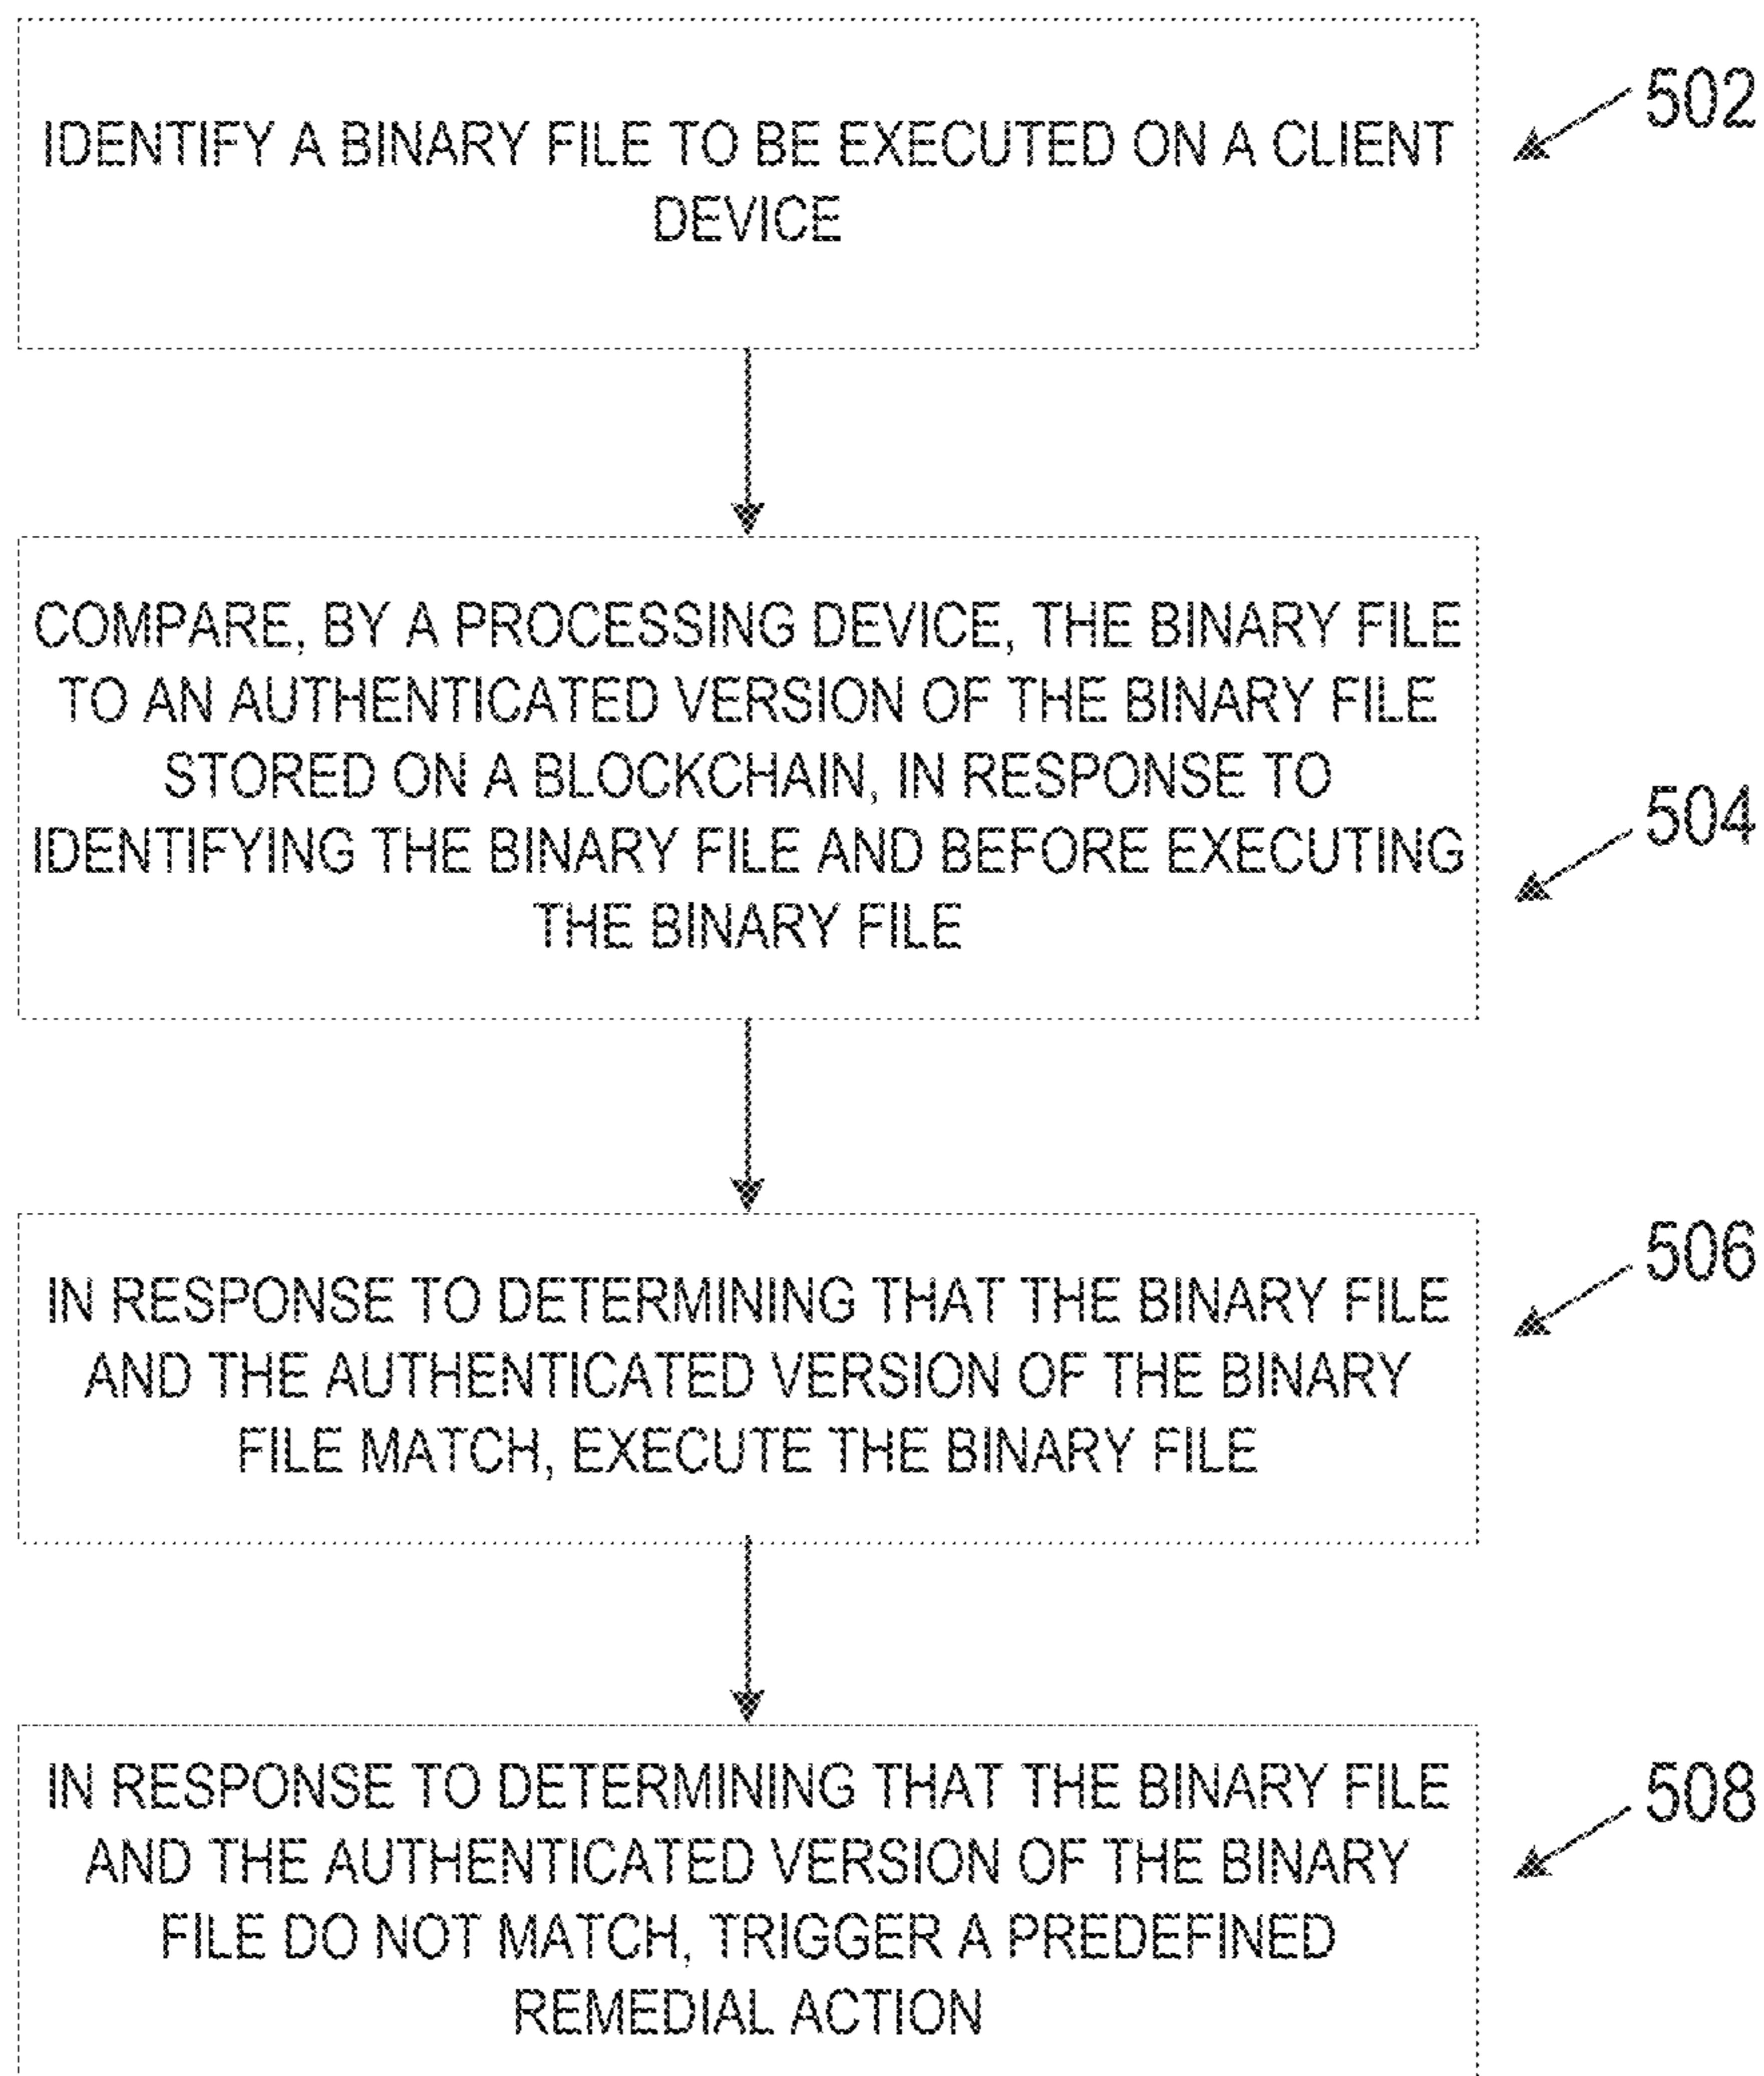 IDENTIFY A BINARY FILE TO BE EXECUTED ON A CLIENT
DEVICE
502
COMPARE, BY A PROCESSING DEVICE, THE BINARY FILE
TO AN AUTHENTICATED VERSION OF THE BINARY FILE
STORED ON A BLOCKCHAIN, IN RESPONSE TO
IDENTIFYING THE BINARY FILE AND BEFORE EXECUTING
THE BINARY FILE
504
IN RESPONSE TO DETERMINING THAT THE BINARY FILE
AND THE AUTHENTICATED VERSION OF THE BINARY
FILE MATCH, EXECUTE THE BINARY FILE
506
IN RESPONSE TO DETERMINING THAT THE BINARY FILE
AND THE AUTHENTICATED VERSION OF THE BINARY
FILE DO NOT MATCH, TRIGGER A PREDEFINED
REMEDIAL ACTION
508